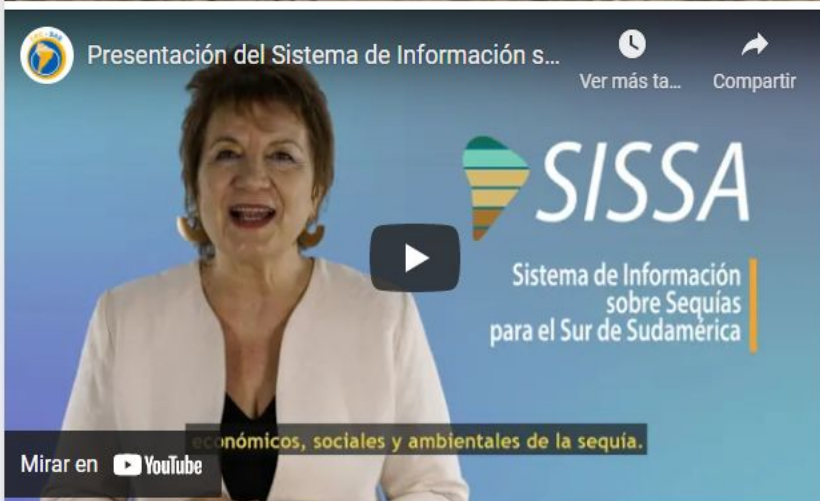 Presentación del Sistema de Información s...
Ver más ta...
Compartir
SISSA
Sistema de Información
sobre Sequías
para el Sur de Sudamérica
económicos, sociales y ambientales de la sequía.
Mirar en YouTube